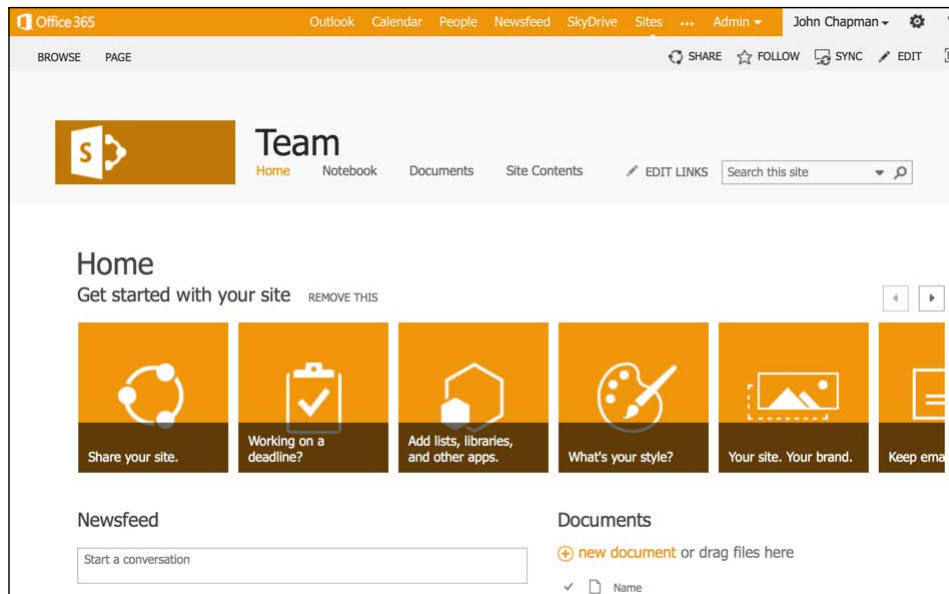 Office 365 Outlook Calendar People Newsfeed SkyDrive Sites ... Admin John Chapman
BROWSE PAGE SHARE FOLLOW SYNC EDIT
S
Team
Home Notebook Documents Site Contents EDIT LINKS Search this site
Home
Get started with your site REMOVE THIS
Share your site.
Working on a
deadline?
Add lists, libraries,
and other apps.
What's your style?
Your site. Your brand.
Keep ema
Newsfeed
Start a conversation
Documents
new document or drag files here
Name